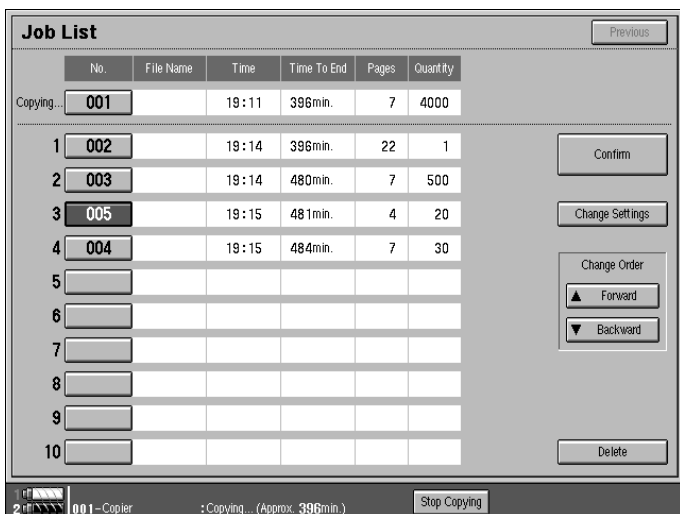 Job List Previous
No. File Name Time Time To End Pages Quantity
Copying... 001 19:11 396min. 7 4000
1 002 19:14 396min. 22 1
Confirm
2 003 19:14 480min. 7 500
3 005 19:15 481min. 4 20
Change Settings
4 004 19:15 484min. 7 30
Change Order
5
▲ Forward
6
▼ Backward
7
8
9
10 Delete
1
2 001-Copier :Copying... (Approx. 396min.) Stop Copying